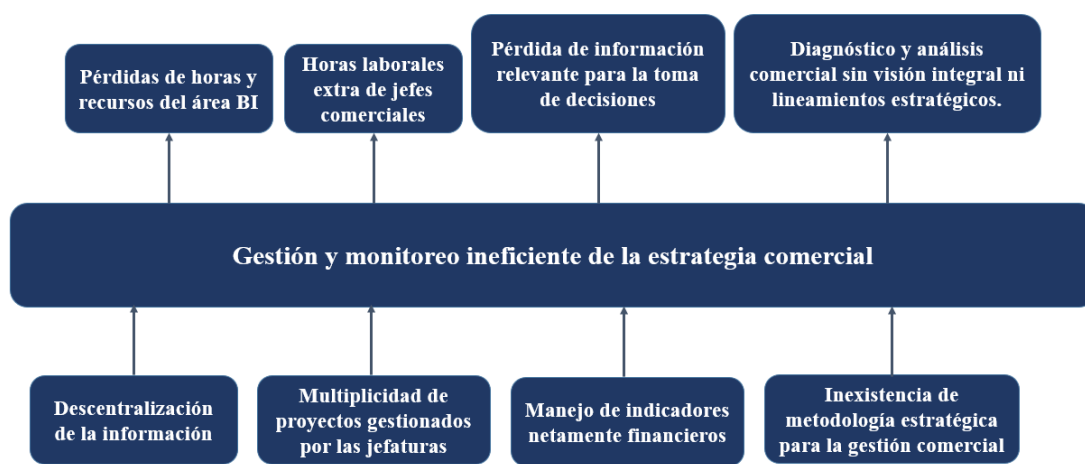 Pérdidas de horas y
recursos del área BI
Horas laborales
extra de jefes
comerciales
Pérdida de información
relevante para la toma
de decisiones
Diagnóstico y análisis
comercial sin visión integral ni
lineamientos estratégicos.
Gestión y monitoreo ineficiente de la estrategia comercial
Descentralización
de la información
Multiplicidad de
proyectos gestionados
por las jefaturas
Manejo de indicadores
netamente financieros
Inexistencia de
metodología estratégica
para la gestión comercial